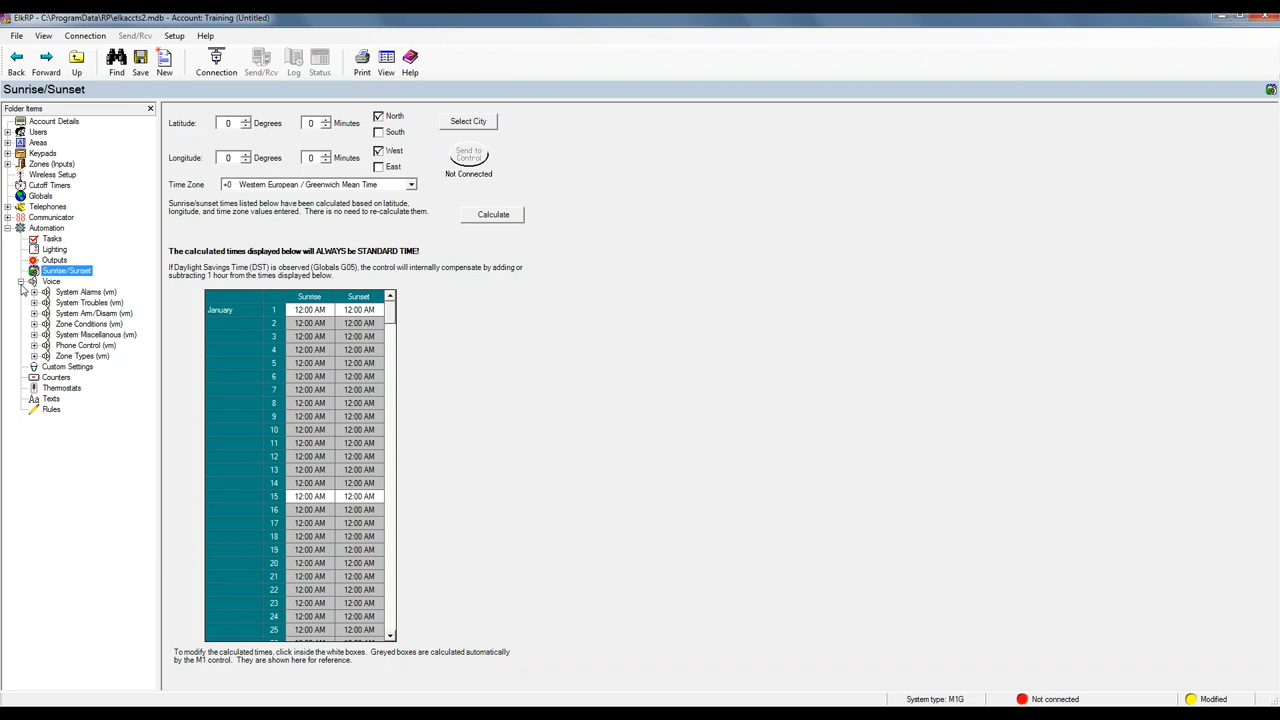 ElkRP - C:\ProgramData\RP\elkaccts2.mdb - Account: Training (Untitled)
File View Connection Send/Rcv Setup Help
Back Forward Up Find Save New Connection Send/Rcv Log Status Print View Help
Sunrise/Sunset
Folder Items
Account Details
Users
Areas
Keypads
Zones (Inputs)
Wireless Setup
Cutoff Timers
Globals
Telephones
Communicator
Automation
Tasks
Lighting
Outputs
Sunrise/Sunset
Voice
System Alarms (vm)
System Troubles (vm)
System Arm/Disarm (vm)
Zone Conditions (vm)
System Miscellaneous (vm)
Phone Control (vm)
Zone Types (vm)
Custom Settings
Counters
Thermostats
Texts
Rules
Latitude: 0 Degrees 0 Minutes North South Select City
Longitude: 0 Degrees 0 Minutes West East
Send to Control
Not Connected
Time Zone +0 Western European / Greenwich Mean Time
Sunrise/sunset times listed below have been calculated based on latitude,
longitude, and time zone values entered. There is no need to re-calculate them.
Calculate
The calculated times displayed below will ALWAYS be STANDARD TIME!
If Daylight Savings Time (DST) is observed (Globals G05), the control will internally compensate by adding or
subtracting 1 hour from the times displayed below.
Sunrise Sunset
January 1 12:00 AM 12:00 AM
2 12:00 AM 12:00 AM
3 12:00 AM 12:00 AM
4 12:00 AM 12:00 AM
5 12:00 AM 12:00 AM
6 12:00 AM 12:00 AM
7 12:00 AM 12:00 AM
8 12:00 AM 12:00 AM
9 12:00 AM 12:00 AM
10 12:00 AM 12:00 AM
11 12:00 AM 12:00 AM
12 12:00 AM 12:00 AM
13 12:00 AM 12:00 AM
14 12:00 AM 12:00 AM
15 12:00 AM 12:00 AM
16 12:00 AM 12:00 AM
17 12:00 AM 12:00 AM
18 12:00 AM 12:00 AM
19 12:00 AM 12:00 AM
20 12:00 AM 12:00 AM
21 12:00 AM 12:00 AM
22 12:00 AM 12:00 AM
23 12:00 AM 12:00 AM
24 12:00 AM 12:00 AM
25 12:00 AM 12:00 AM
To modify the calculated times, click inside the white boxes. Greyed boxes are calculated automatically
by the M1 control. They are shown here for reference.
System type: M1G Not connected Modified